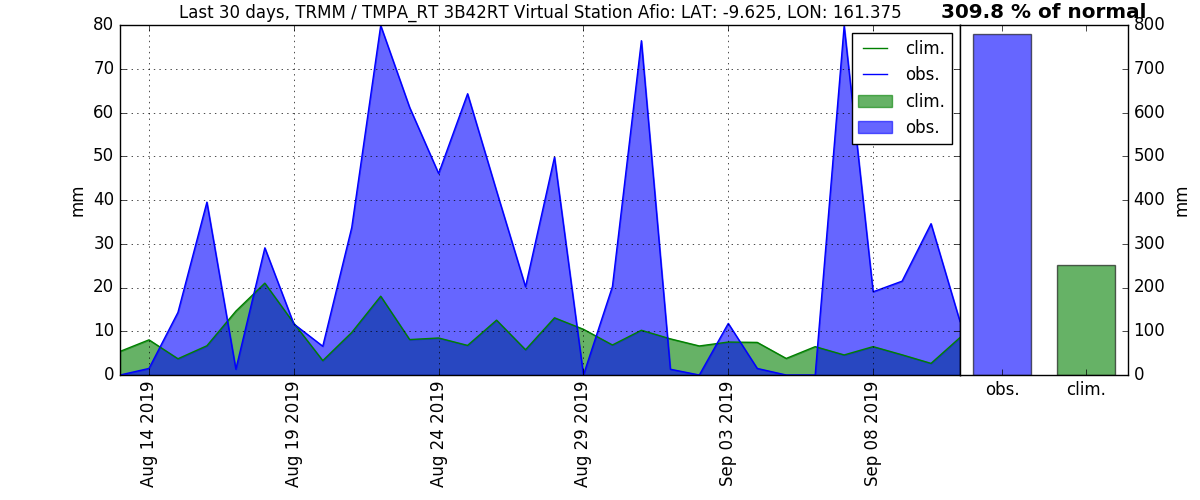 Last 30 days, TRMM / TMPA_RT 3B42RT Virtual Station Afio: LAT: -9.625, LON: 161.375
309.8 % of normal
80
70
60
50
40
30
20
10
0
mm
clim.
obs.
clim.
obs.
800
700
600
500
400
300
200
100
0
mm
Aug 14 2019
Aug 19 2019
Aug 24 2019
Aug 29 2019
Sep 03 2019
Sep 08 2019
obs.
clim.